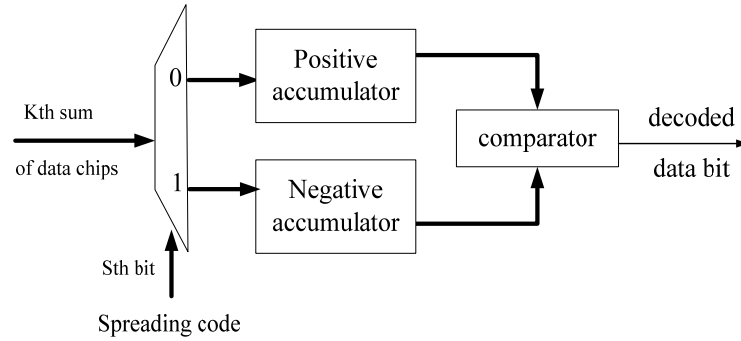 Kth sum
of data chips
0
1
Sth bit
Spreading code
Positive
accumulator
Negative
accumulator
comparator
decoded
data bit